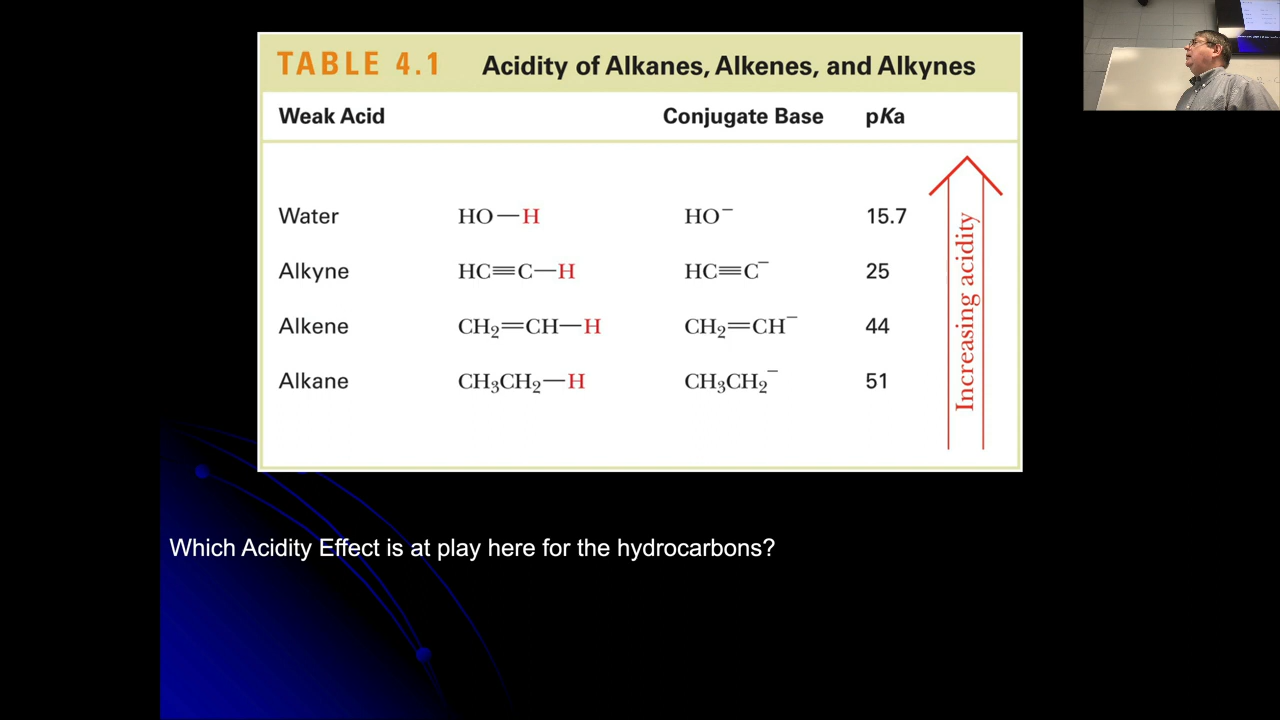 TABLE 4.1 Acidity of Alkanes, Alkenes, and Alkynes
Weak Acid Conjugate Base pKa
Water HO—H HO⁻ 15.7
Alkyne HC≡C—H HC≡C⁻ 25
Alkene CH₂=CH—H CH₂=CH⁻ 44
Alkane CH₃CH₂—H CH₃CH₂⁻ 51
Increasing acidity
Which Acidity Effect is at play here for the hydrocarbons?